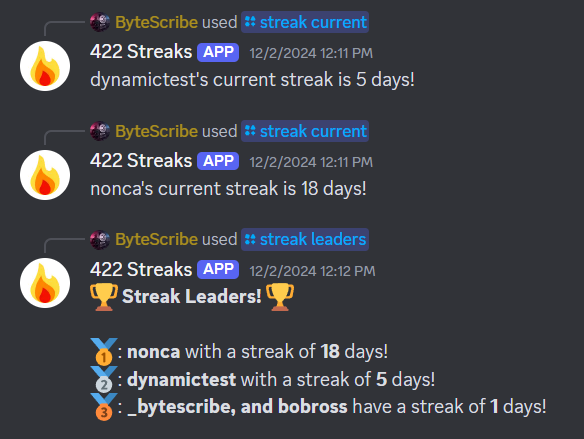 ByteScribe used streak current
422 Streaks APP 12/2/2024 12:11 PM
dynamictest's current streak is 5 days!
ByteScribe used streak current
422 Streaks APP 12/2/2024 12:11 PM
nonca's current streak is 18 days!
ByteScribe used streak leaders
422 Streaks APP 12/2/2024 12:12 PM
🏆 Streak Leaders! 🏆
🥇: nonca with a streak of 18 days!
🥈: dynamictest with a streak of 5 days!
🥉: _bytescribe, and bobross have a streak of 1 days!